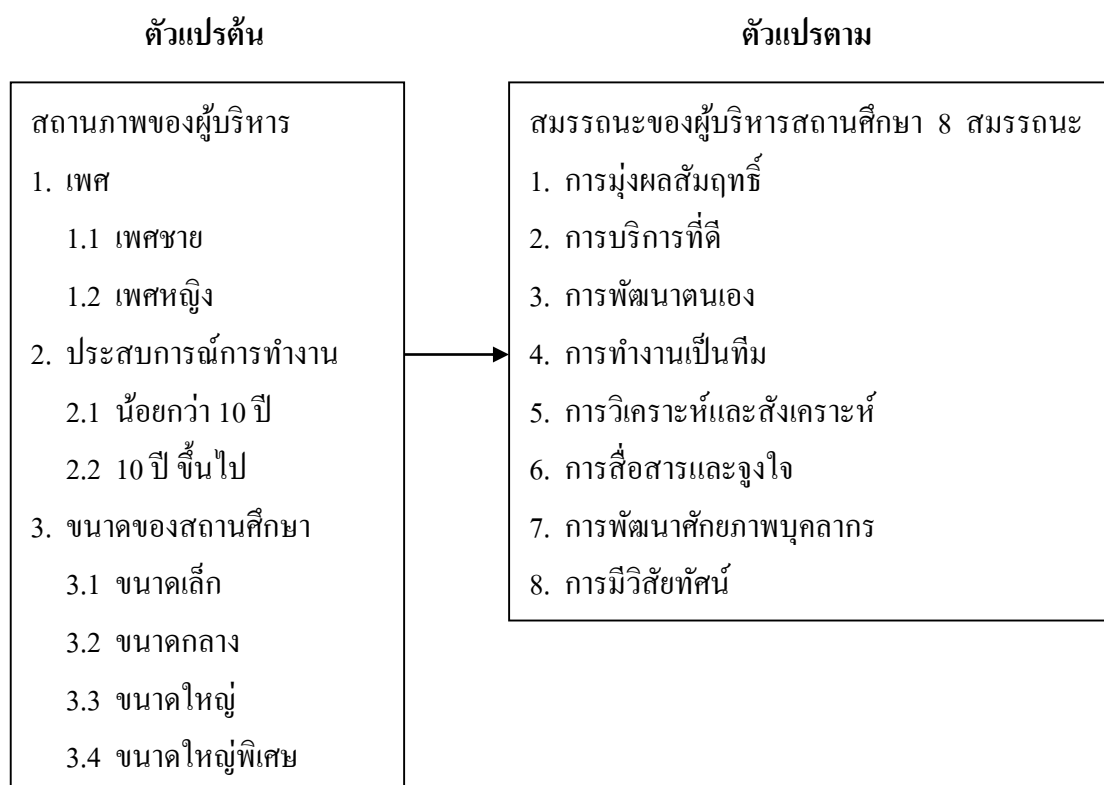 ตัวแปรต้น
ตัวแปรตาม
สถานภาพของผู้บริหาร
1. เพศ
1.1 เพศชาย
1.2 เพศหญิง
2. ประสบการณ์การทำงาน
2.1 น้อยกว่า 10 ปี
2.2 10 ปี ขึ้นไป
3. ขนาดของสถานศึกษา
3.1 ขนาดเล็ก
3.2 ขนาดกลาง
3.3 ขนาดใหญ่
3.4 ขนาดใหญ่พิเศษ
สมรรถนะของผู้บริหารสถานศึกษา 8 สมรรถนะ
1. การมุ่งผลสัมฤทธิ์
2. การบริการที่ดี
3. การพัฒนาตนเอง
4. การทำงานเป็นทีม
5. การวิเคราะห์และสังเคราะห์
6. การสื่อสารและจูงใจ
7. การพัฒนาศักยภาพบุคลากร
8. การมีวิสัยทัศน์